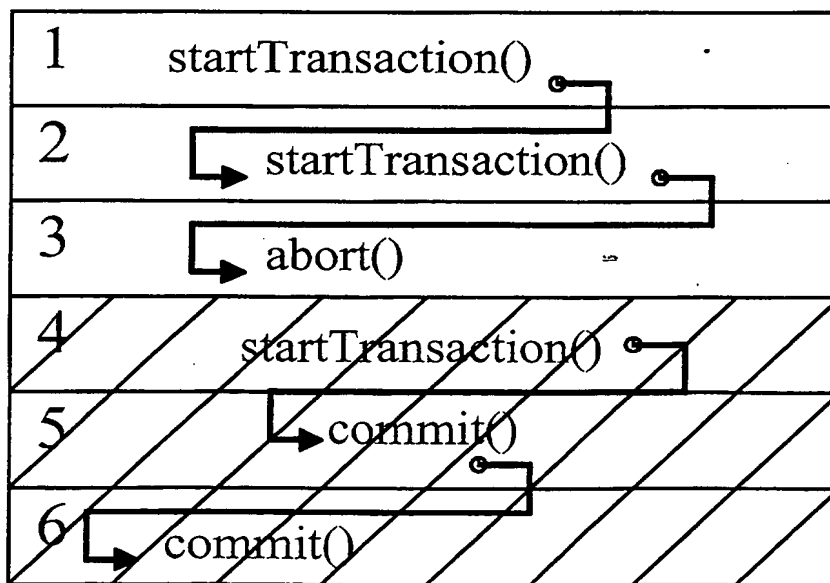 1 startTransaction()
2 startTransaction()
3 abort()
4 startTransaction()
5 commit()
6 commit()